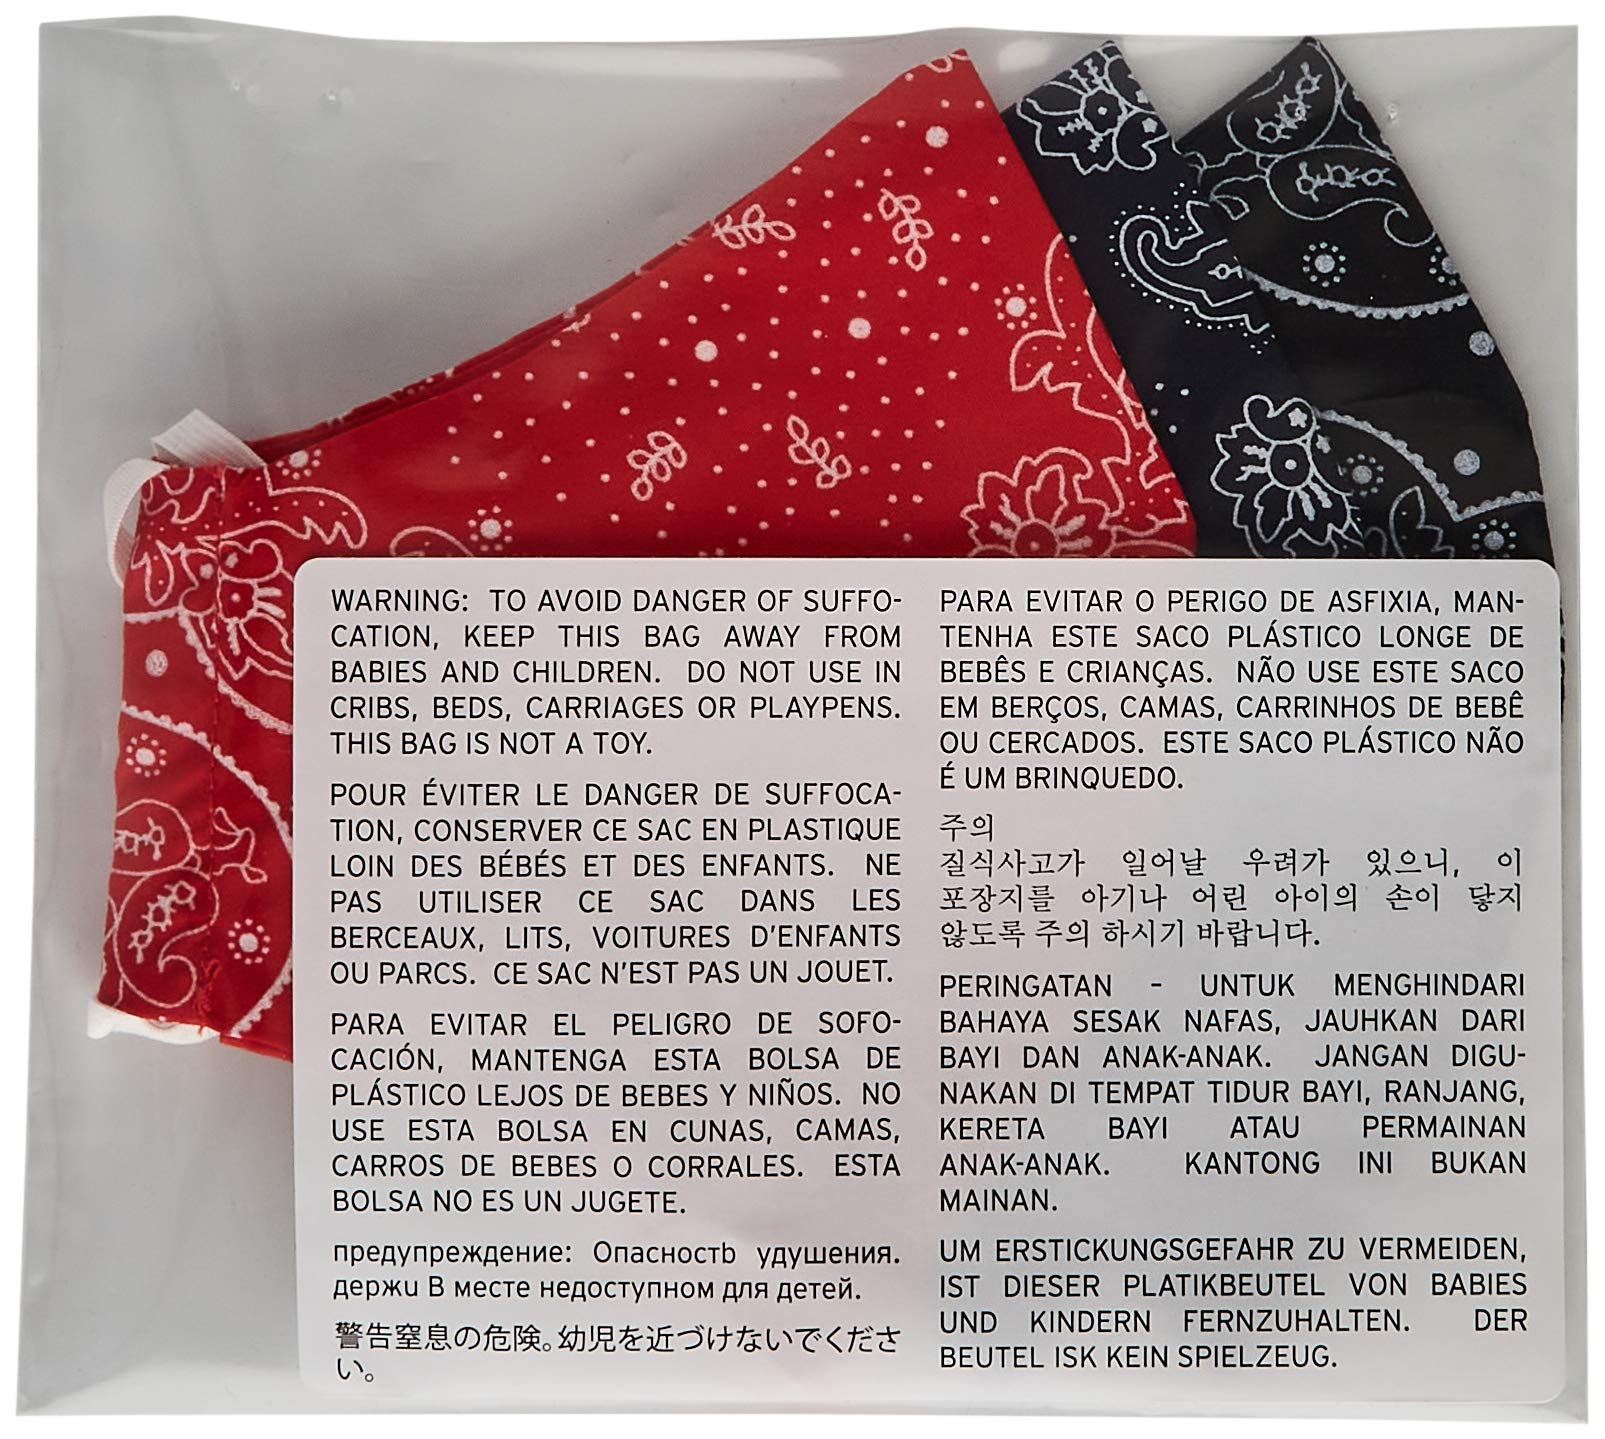 WARNING: TO AVOID DANGER OF SUFFO-
CATION, KEEP THIS BAG AWAY FROM
BABIES AND CHILDREN. DO NOT USE IN
CRIBS, BEDS, CARRIAGES OR PLAYPENS.
THIS BAG IS NOT A TOY.
POUR ÉVITER LE DANGER DE SUFFOCA-
TION, CONSERVER CE SAC EN PLASTIQUE
LOIN DES BÉBÉS ET DES ENFANTS. NE
PAS UTILISER CE SAC DANS LES
BERCEAUX, LITS, VOITURES D'ENFANTS
OU PARCS. CE SAC N'EST PAS UN JOUET.
PARA EVITAR EL PELIGRO DE SOFO-
CACIÓN, MANTENGA ESTA BOLSA DE
PLÁSTICO LEJOS DE BEBES Y NIÑOS. NO
USE ESTA BOLSA EN CUNAS, CAMAS,
CARROS DE BEBES O CORRALES. ESTA
BOLSA NO ES UN JUGETE.
предупреждение: Опасностb удушения.
держu В месте недоступном для детей.
警告窒息の危険。幼児を近づけないでくださ
い。
PARA EVITAR O PERIGO DE ASFIXIA, MAN-
TENHA ESTE SACO PLÁSTICO LONGE DE
BEBÊS E CRIANÇAS. NÃO USE ESTE SACO
EM BERÇOS, CAMAS, CARRINHOS DE BEBÊ
OU CERCADOS. ESTE SACO PLÁSTICO NÃO
É UM BRINQUEDO.
주의
질식사고가 일어날 우려가 있으니, 이
포장지를 아기나 어린 아이의 손이 닿지
않도록 주의 하시기 바랍니다.
PERINGATAN - UNTUK MENGHINDARI
BAHAYA SESAK NAFAS, JAUHKAN DARI
BAYI DAN ANAK-ANAK. JANGAN DIGU-
NAKAN DI TEMPAT TIDUR BAYI, RANJANG,
KERETA BAYI ATAU PERMAINAN
ANAK-ANAK. KANTONG INI BUKAN
MAINAN.
UM ERSTICKUNGSGEFAHR ZU VERMEIDEN,
IST DIESER PLATIKBEUTEL VON BABIES
UND KINDERN FERNZUHALTEN. DER
BEUTEL ISK KEIN SPIELZEUG.